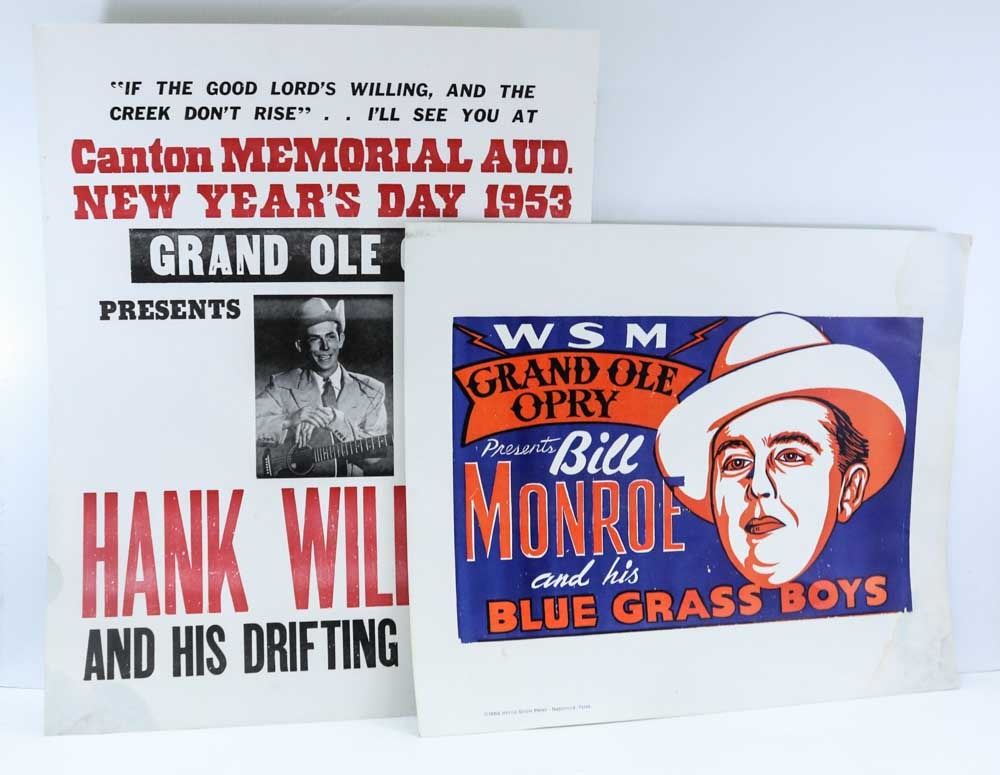 “IF THE GOOD LORD'S WILLING, AND THE
CREEK DON'T RISE” . . I'LL SEE YOU AT
Canton MEMORIAL AUD.
NEW YEAR'S DAY 1953
GRAND OLE
PRESENTS
HANK WILL
AND HIS DRIFTING
WSM
GRAND OLE
OPRY
Presents Bill
MONROE
and his
BLUE GRASS BOYS